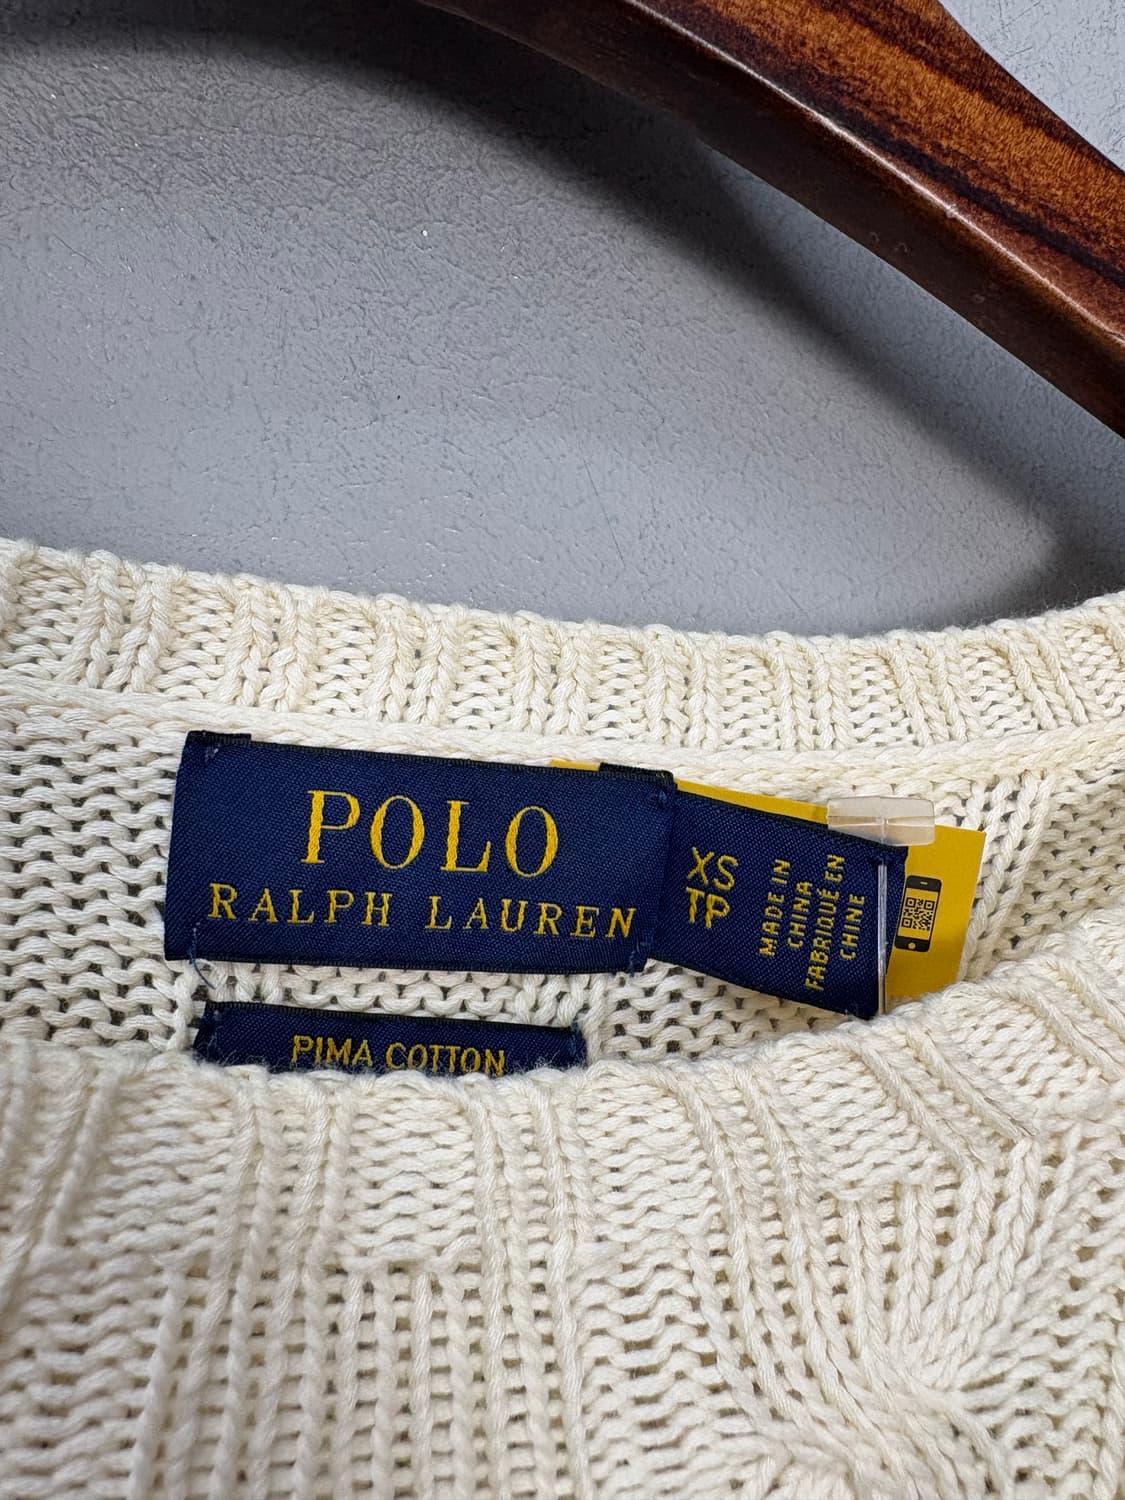 POLO
RALPH LAUREN
XS
TP
MADE IN
CHINA
FABRIQUÉ EN
CHINE
PIMA COTTON